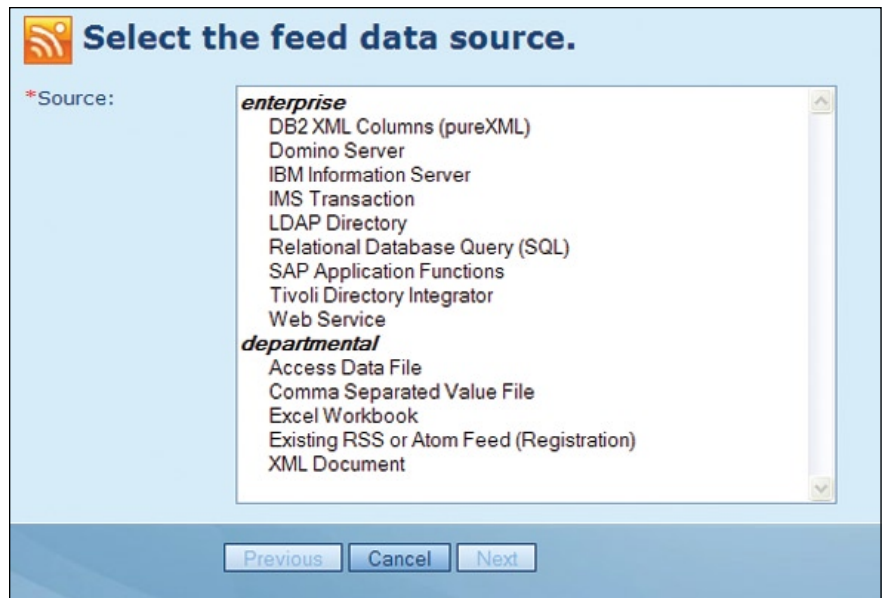 Select the feed data source.
*Source:
enterprise
DB2 XML Columns (pureXML)
Domino Server
IBM Information Server
IMS Transaction
LDAP Directory
Relational Database Query (SQL)
SAP Application Functions
Tivoli Directory Integrator
Web Service
departmental
Access Data File
Comma Separated Value File
Excel Workbook
Existing RSS or Atom Feed (Registration)
XML Document
Previous Cancel Next